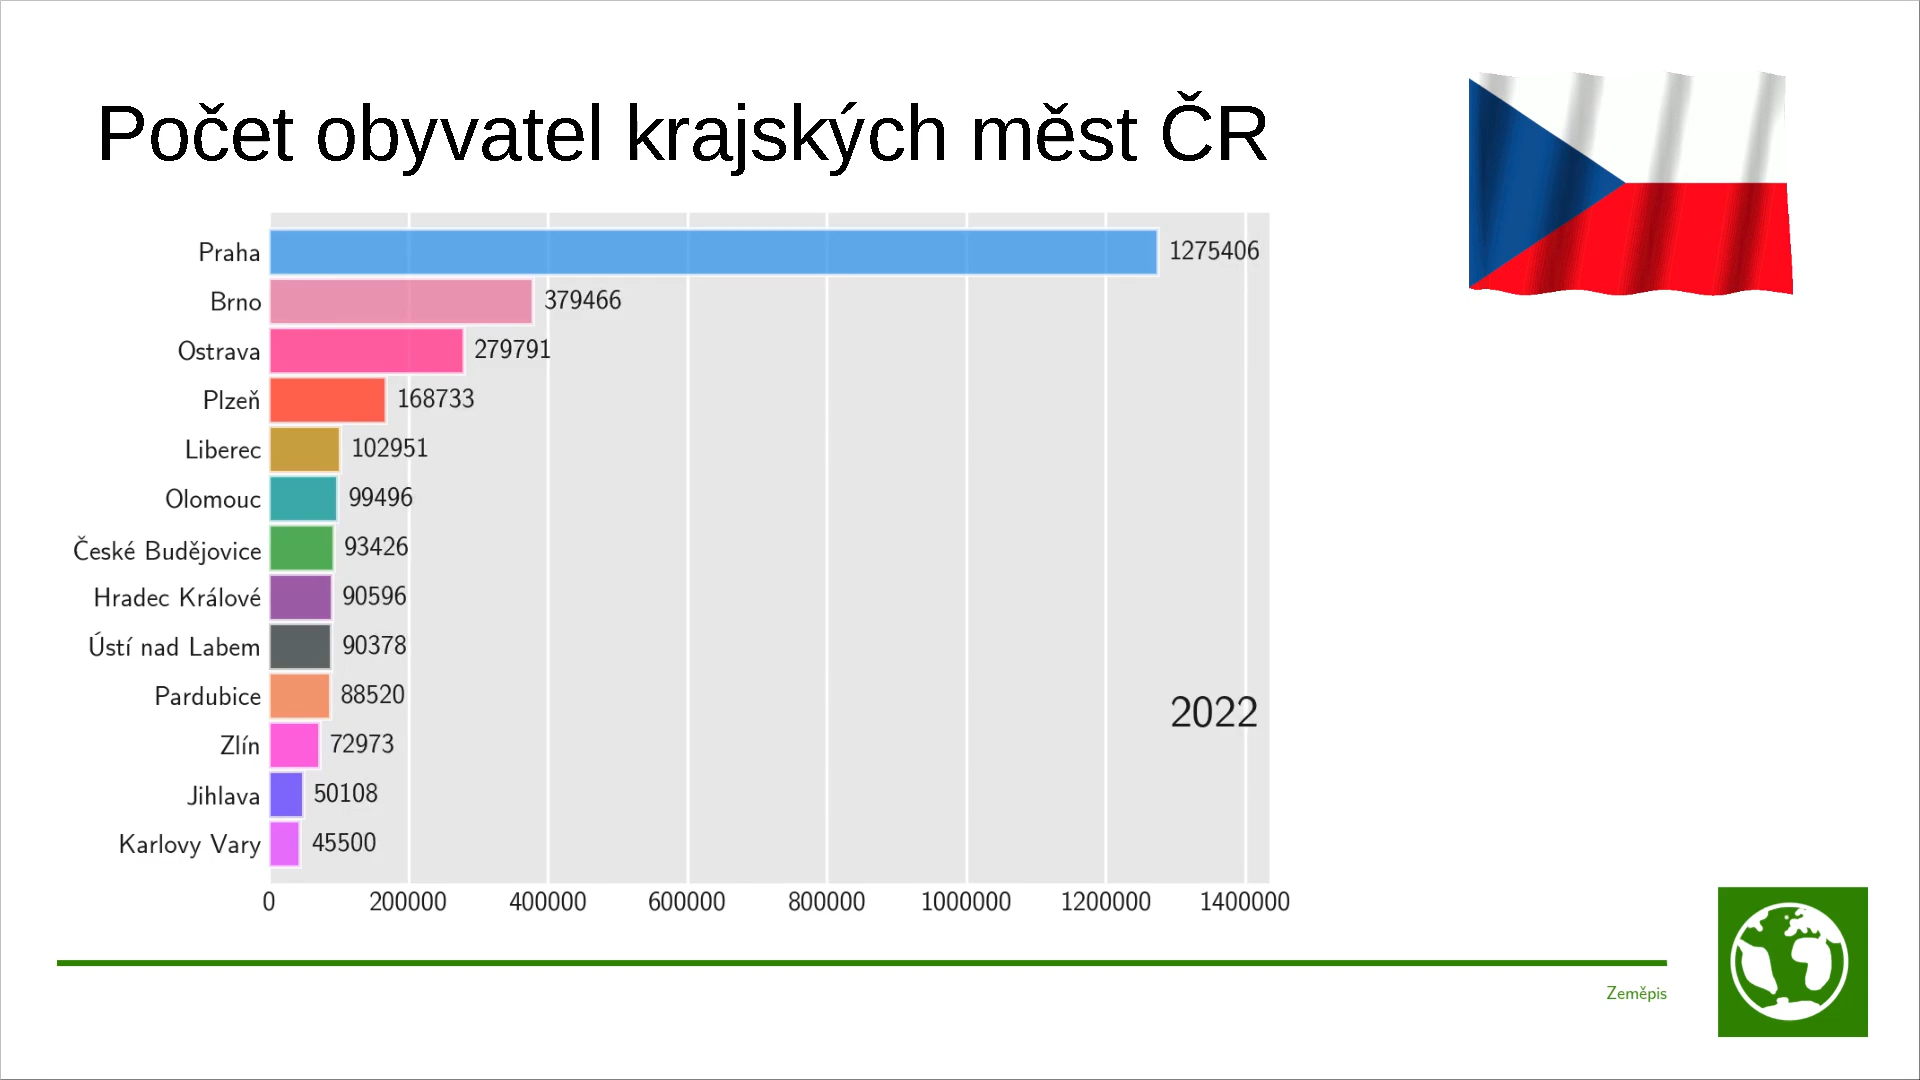 Počet obyvatel krajských měst ČR
Praha 1275406
Brno 379466
Ostrava 279791
Plzeň 168733
Liberec 102951
Olomouc 99496
České Budějovice 93426
Hradec Králové 90596
Ústí nad Labem 90378
Pardubice 88520
2022
Zlín 72973
Jihlava 50108
Karlovy Vary 45500
0 200000 400000 600000 800000 1000000 1200000 1400000
Zeměpis